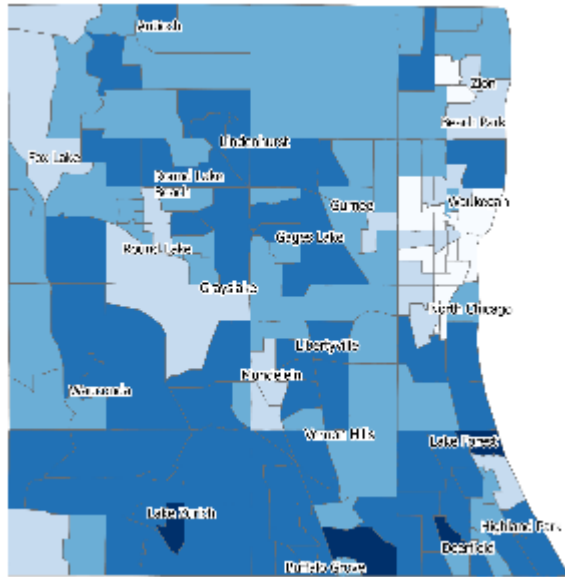 Antioch
Zion
Beach Park
Lindenhurst
Fox Lake
Round Lake
Beach
Gurnee
Waukegan
Gages Lake
Round Lake
Grayslake
North Chicago
Libertyville
Mundelein
Wauconda
Vernon Hills
Lake Forest
Lake Zurich
Highland Park
Deerfield
Buffalo Grove